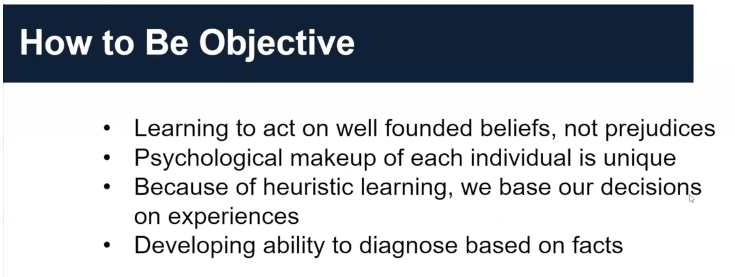 How to Be Objective
• Learning to act on well founded beliefs, not prejudices
• Psychological makeup of each individual is unique
• Because of heuristic learning, we base our decisions
on experiences
• Developing ability to diagnose based on facts